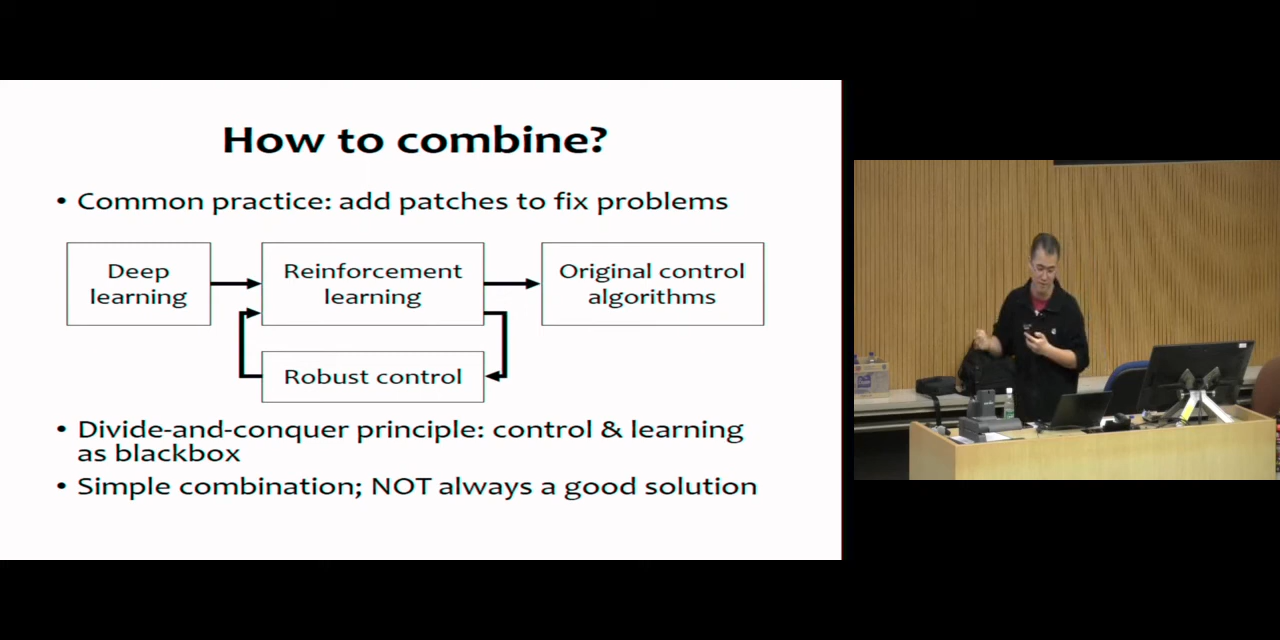 How to combine?
• Common practice: add patches to fix problems
Deep
learning
Reinforcement
learning
Original control
algorithms
Robust control
• Divide-and-conquer principle: control & learning
as blackbox
• Simple combination; NOT always a good solution